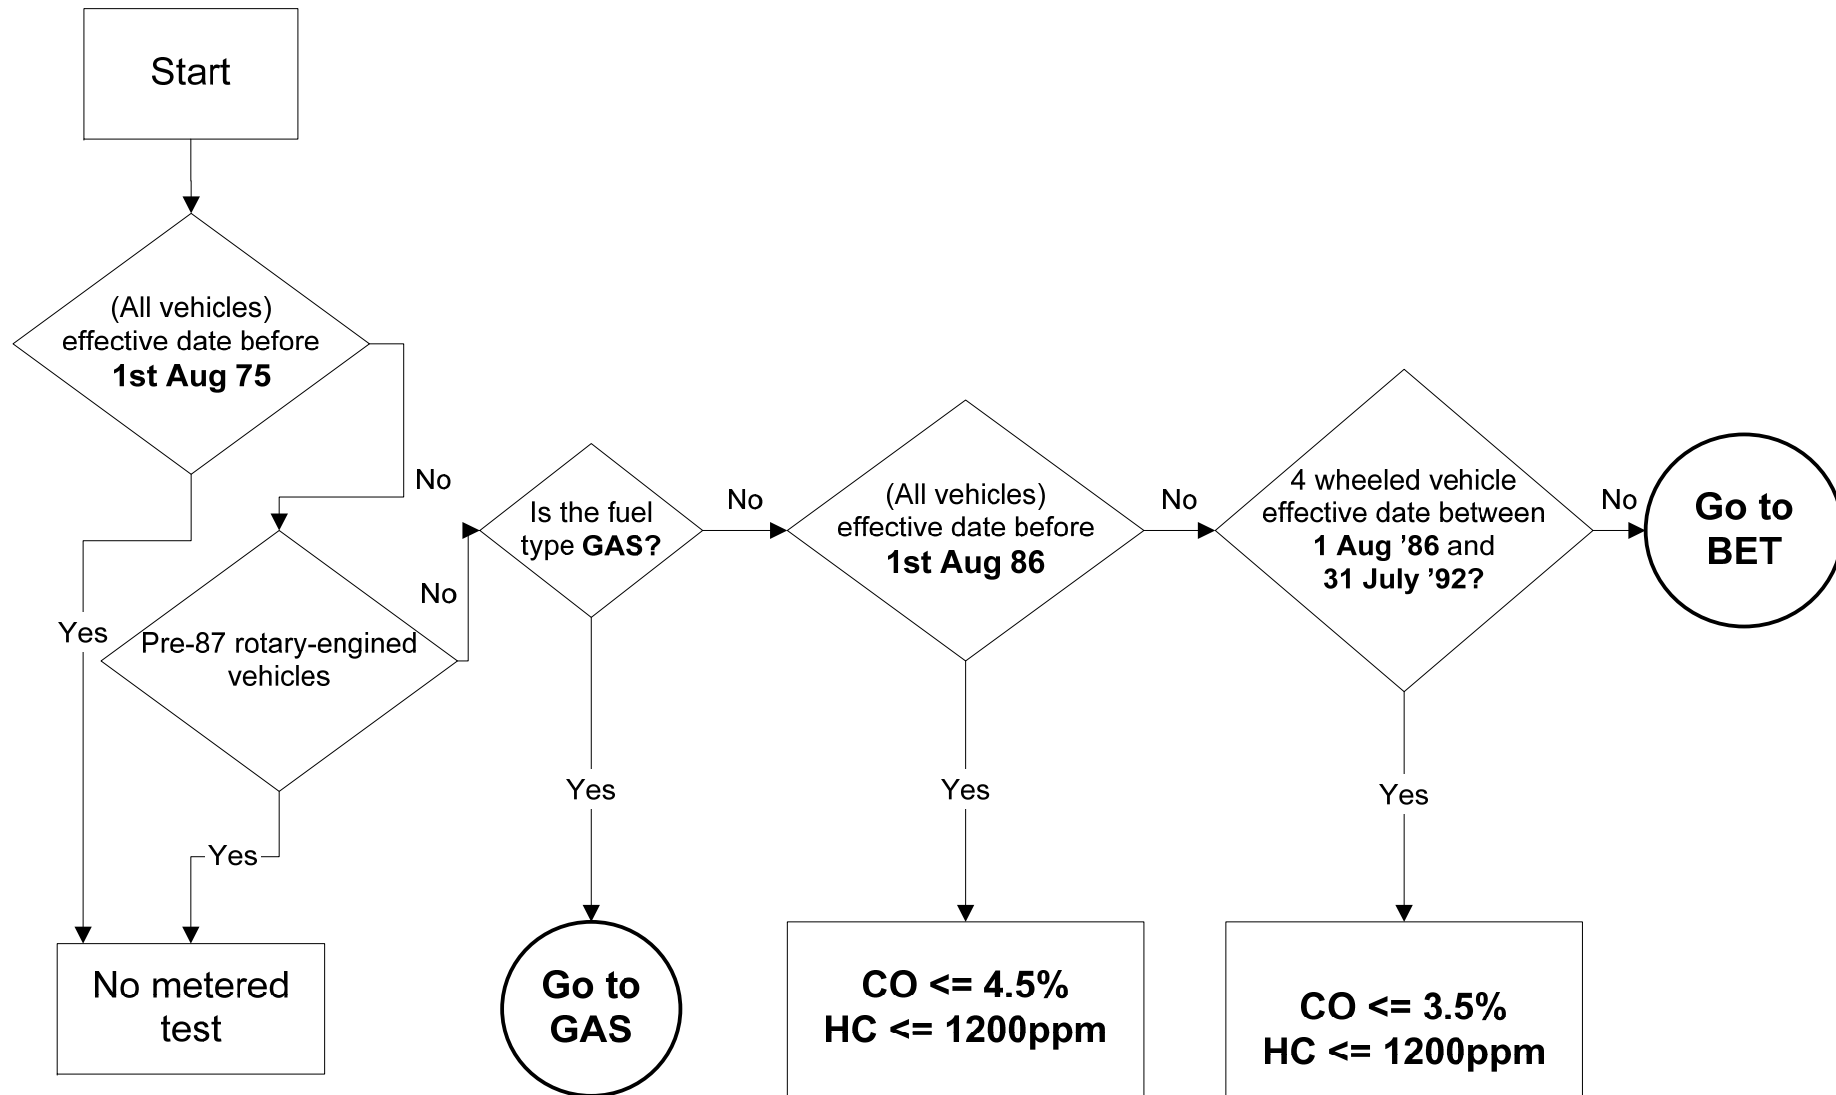 Start
(All vehicles)
effective date before
1st Aug 75
No
Yes
Pre-87 rotary-engined
vehicles
No
Yes
No metered
test
Is the fuel
type GAS?
No
Yes
Go to
GAS
(All vehicles)
effective date before
1st Aug 86
No
Yes
CO <= 4.5%
HC <= 1200ppm
4 wheeled vehicle
effective date between
1 Aug ’86 and
31 July ’92?
No
Yes
CO <= 3.5%
HC <= 1200ppm
Go to
BET